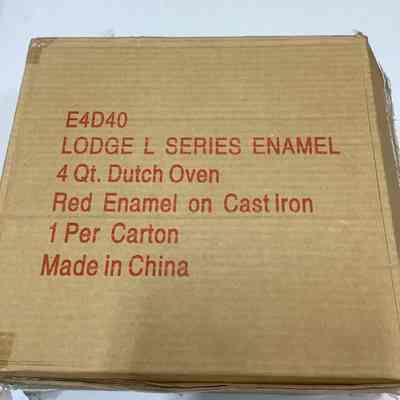 E4D40
LODGE L SERIES ENAMEL
4 Qt. Dutch Oven
Red Enamel on Cast Iron
1 Per Carton
Made in China